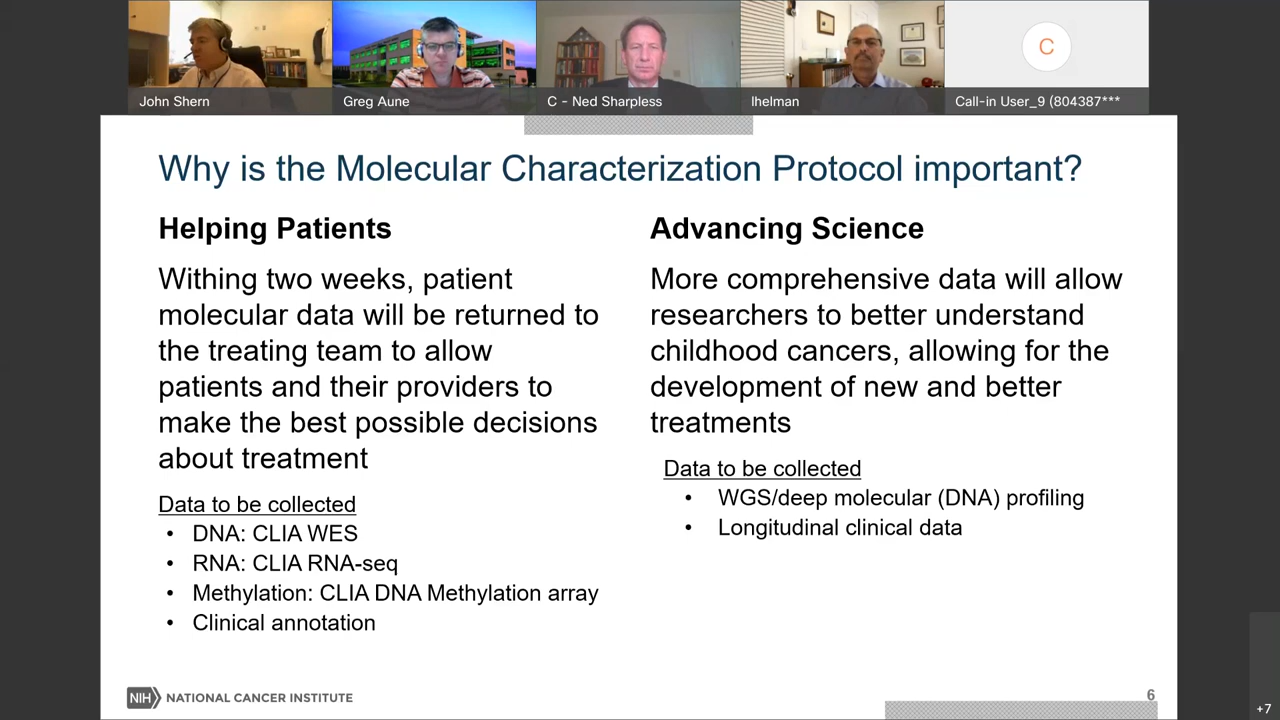 John Shern
Greg Aune
C - Ned Sharpless
lhelman
C
Call-in User_9 (804387***
Why is the Molecular Characterization Protocol important?
Helping Patients
Withing two weeks, patient
molecular data will be returned to
the treating team to allow
patients and their providers to
make the best possible decisions
about treatment
Data to be collected
• DNA: CLIA WES
• RNA: CLIA RNA-seq
• Methylation: CLIA DNA Methylation array
• Clinical annotation
Advancing Science
More comprehensive data will allow
researchers to better understand
childhood cancers, allowing for the
development of new and better
treatments
Data to be collected
• WGS/deep molecular (DNA) profiling
• Longitudinal clinical data
NIH NATIONAL CANCER INSTITUTE
6
+7